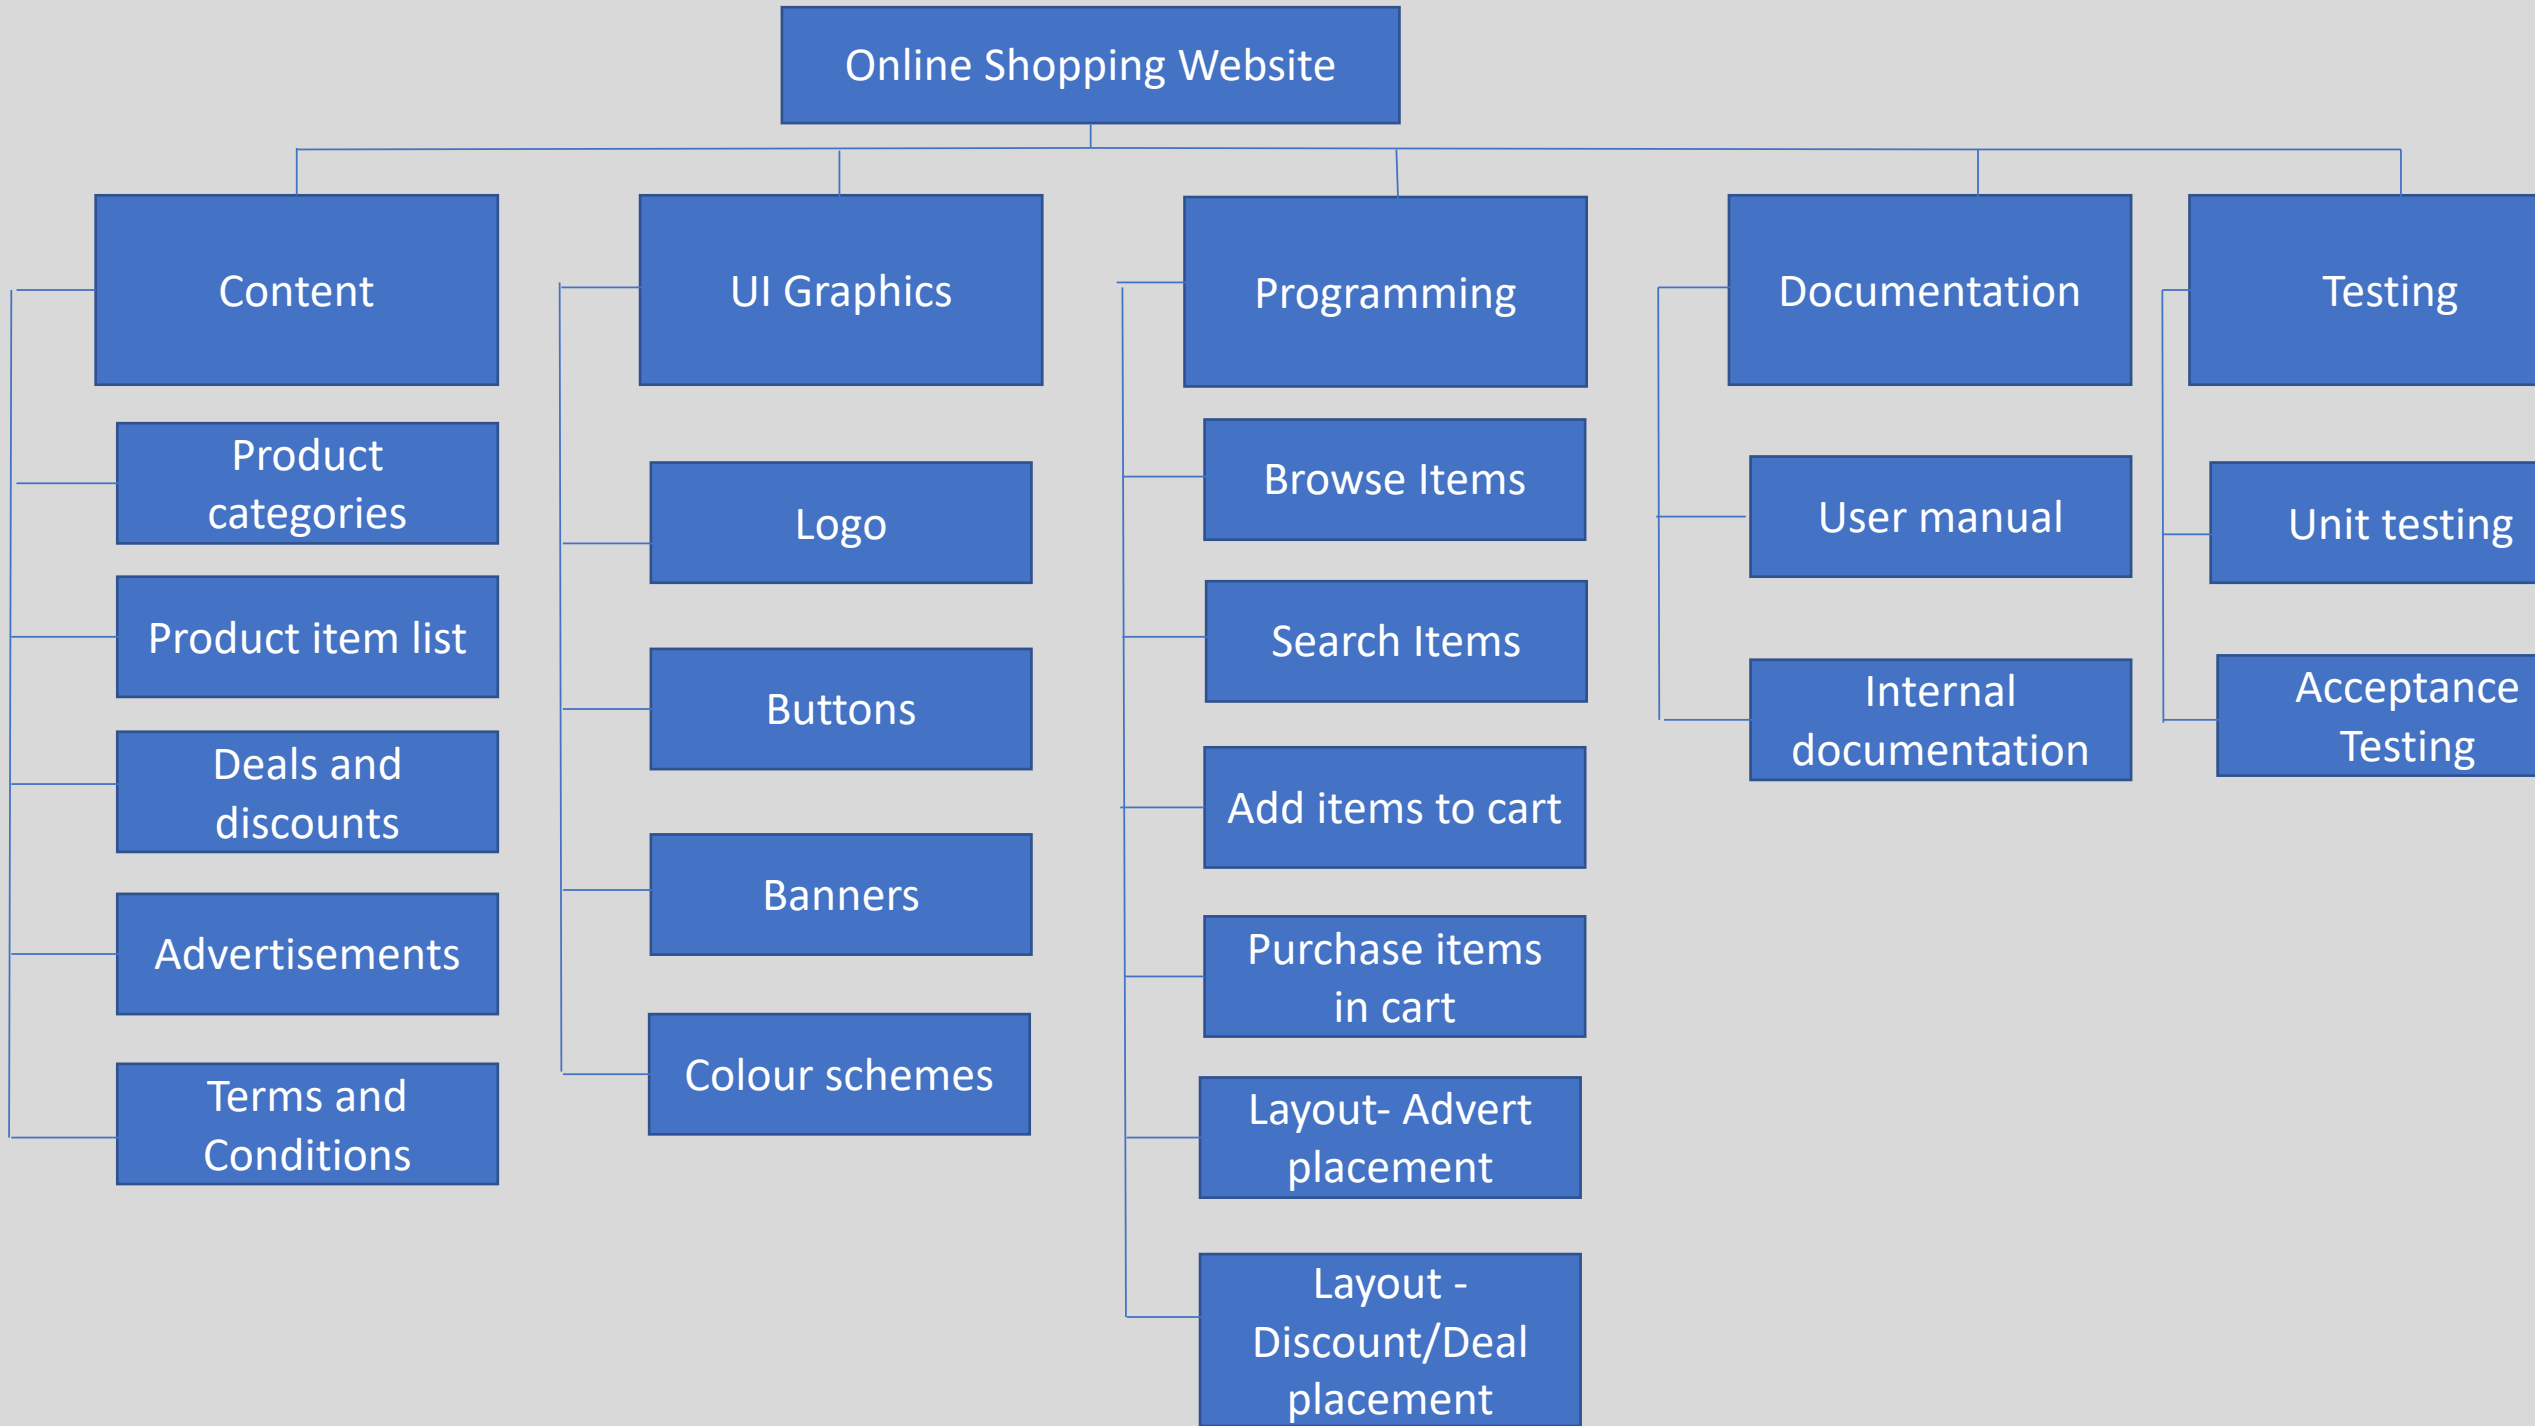 Online Shopping Website
Content
UI Graphics
Programming
Documentation
Testing
Product
categories
Product item list
Deals and
discounts
Advertisements
Terms and
Conditions
Logo
Buttons
Banners
Colour schemes
Browse Items
Search Items
Add items to cart
Purchase items
in cart
Layout- Advert
placement
Layout -
Discount/Deal
placement
User manual
Internal
documentation
Unit testing
Acceptance
Testing